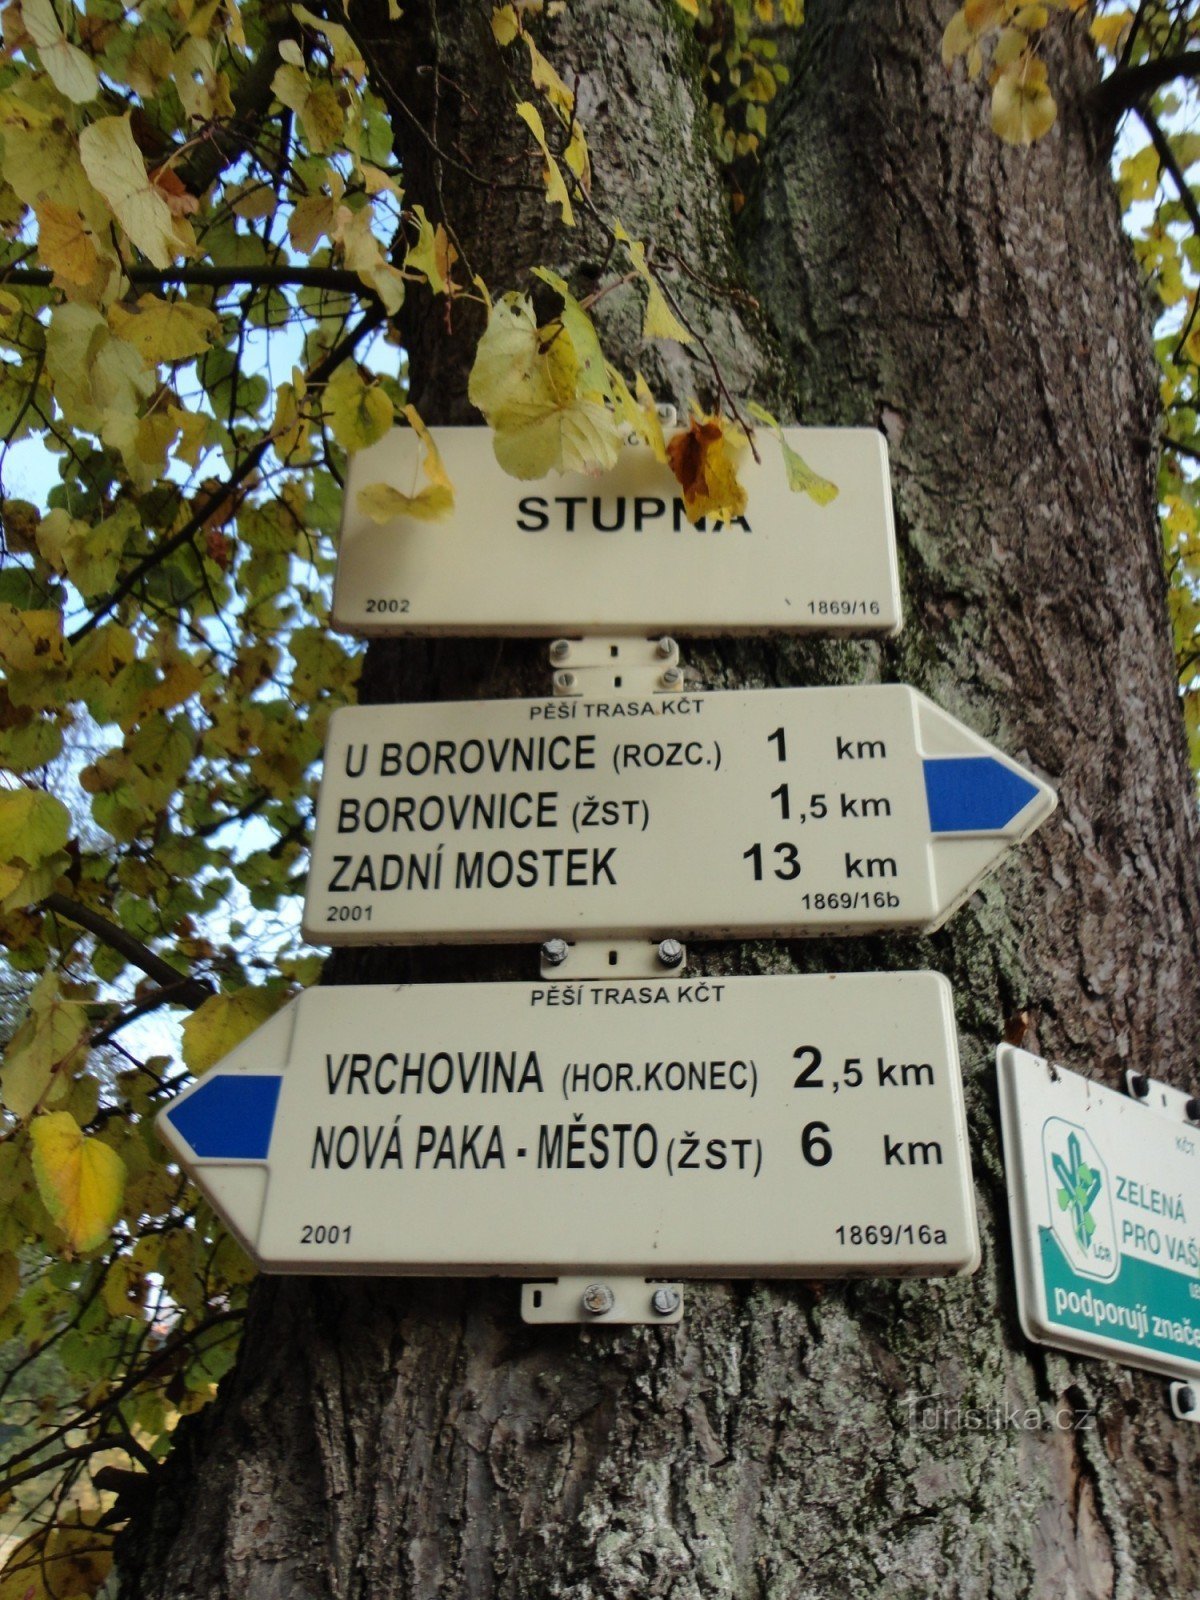 STUPNA
2002 1869/16
PĚŠÍ TRASA KČT
U BOROVNICE (ROZC.) 1 km
BOROVNICE (ŽST) 1,5 km
ZADNÍ MOSTEK 13 km
2001 1869/16b
PĚŠÍ TRASA KČT
VRCHOVINA (HOR.KONEC) 2,5 km
NOVÁ PAKA - MĚSTO (ŽST) 6 km
2001 1869/16a
KČT
ZELENÁ
PRO VAŠ
LČR
podporují
Turistika.cz